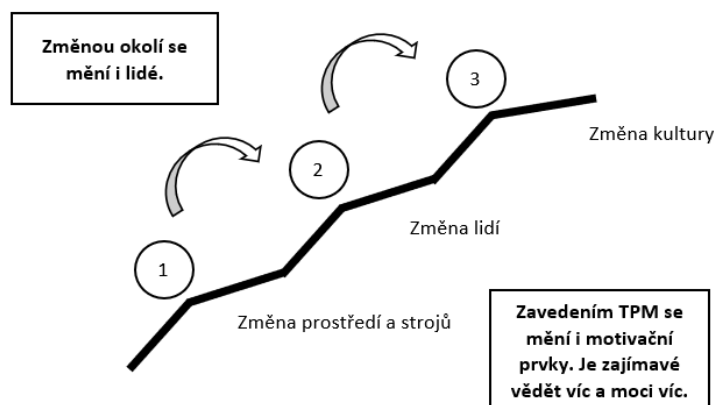 Změnou okolí se
mění i lidé.
3
Změna kultury
2
Změna lidí
1
Změna prostředí a strojů
Zavedením TPM se
mění i motivační
prvky. Je zajímavé
vědět víc a moci víc.